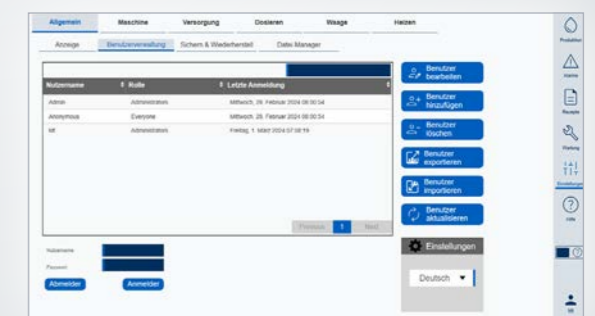 Allgemein Maschine Versorgung Dosieren Waage Heizen
Anzeige Benutzerverwaltung Sichern & Wiederherstell Datei Manager
Nutzername Rolle Letzte Anmeldung
Admin Administrators Mittwoch, 28. Februar 2024 08:00:54
Anonymous Everyone Mittwoch, 28. Februar 2024 08:00:54
Administrators Freitag, 1. März 2024 07:58:19
Previous 1 Next
Benutzer
bearbeiten
Benutzer
hinzufügen
Benutzer
löschen
Benutzer
exportieren
Benutzer
importieren
Benutzer
aktualisieren
Nutzername
Passwort
Abmelden Anmelden
Einstellungen
Deutsch
Produktion
Alarme
Rezepte
Wartung
Einstellungen
Hilfe